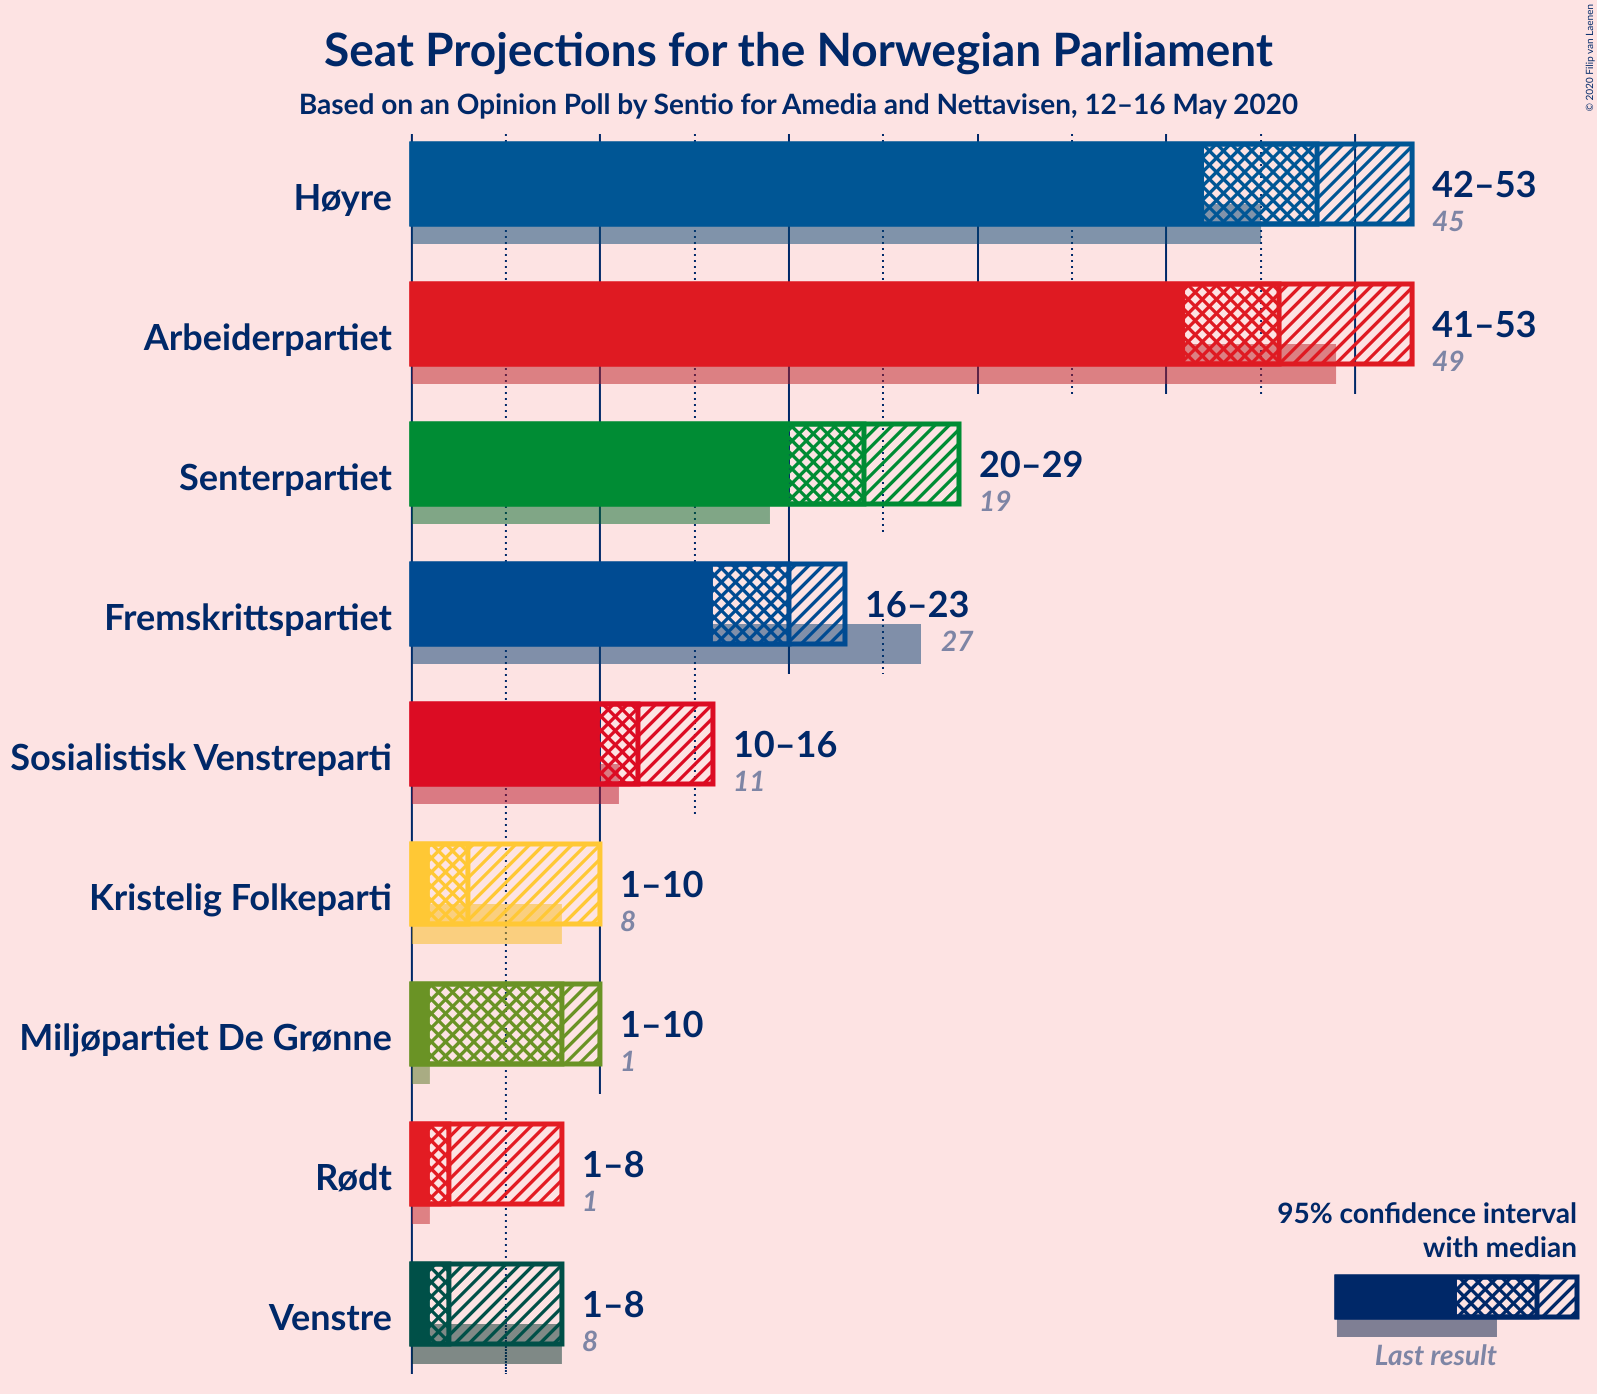 Seat Projections for the Norwegian Parliament
Based on an Opinion Poll by Sentio for Amedia and Nettavisen, 12–16 May 2020
© 2020 Filip van Laenen
Høyre
42–53
45
Arbeiderpartiet
41–53
49
Senterpartiet
20–29
19
Fremskrittspartiet
16–23
27
Sosialistisk Venstreparti
10–16
11
Kristelig Folkeparti
1–10
8
Miljøpartiet De Grønne
1–10
1
Rødt
1–8
1
Venstre
1–8
8
95% confidence interval
with median
Last result